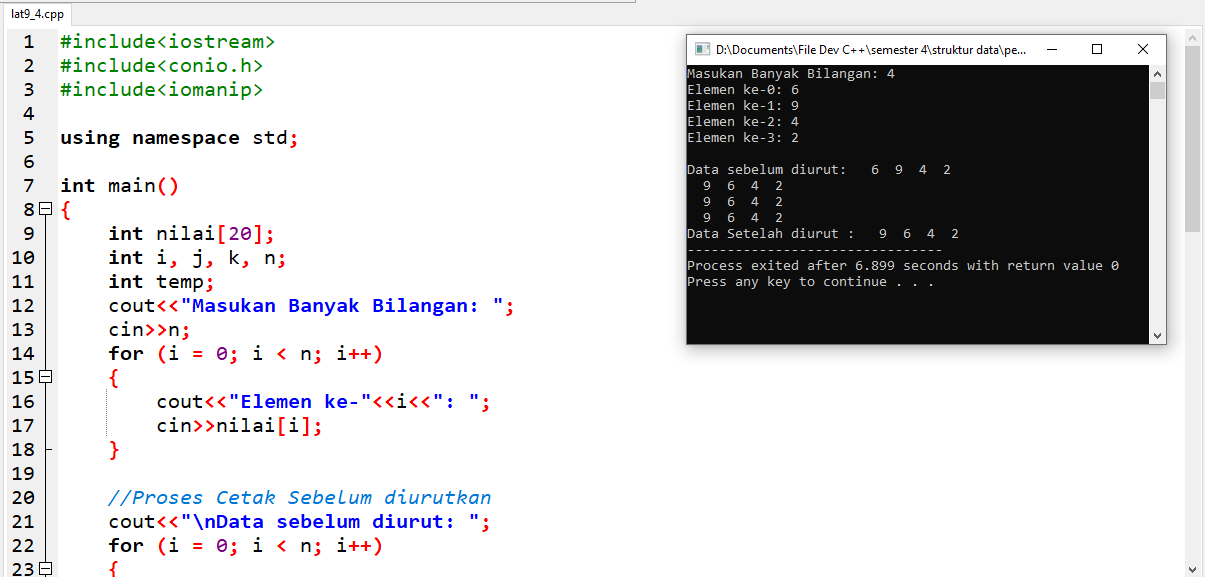 lat9_4.cpp
1 #include<iostream>
2 #include<conio.h>
3 #include<iomanip>
4
5 using namespace std;
6
7 int main()
8 {
9 int nilai[20];
10 int i, j, k, n;
11 int temp;
12 cout<<"Masukan Banyak Bilangan: ";
13 cin>>n;
14 for (i = 0; i < n; i++)
15 {
16 cout<<"Elemen ke-"<<i<<": ";
17 cin>>nilai[i];
18 }
19
20 //Proses Cetak Sebelum diurutkan
21 cout<<"\nData sebelum diurut: ";
22 for (i = 0; i < n; i++)
23 {
D:\Documents\File Dev C++\semester 4\struktur data\pe...
Masukan Banyak Bilangan: 4
Elemen ke-0: 6
Elemen ke-1: 9
Elemen ke-2: 4
Elemen ke-3: 2
Data sebelum diurut:   6  9  4  2
9  6  4  2
9  6  4  2
9  6  4  2
Data Setelah diurut :   9  6  4  2
--------------------------------
Process exited after 6.899 seconds with return value 0
Press any key to continue . . .